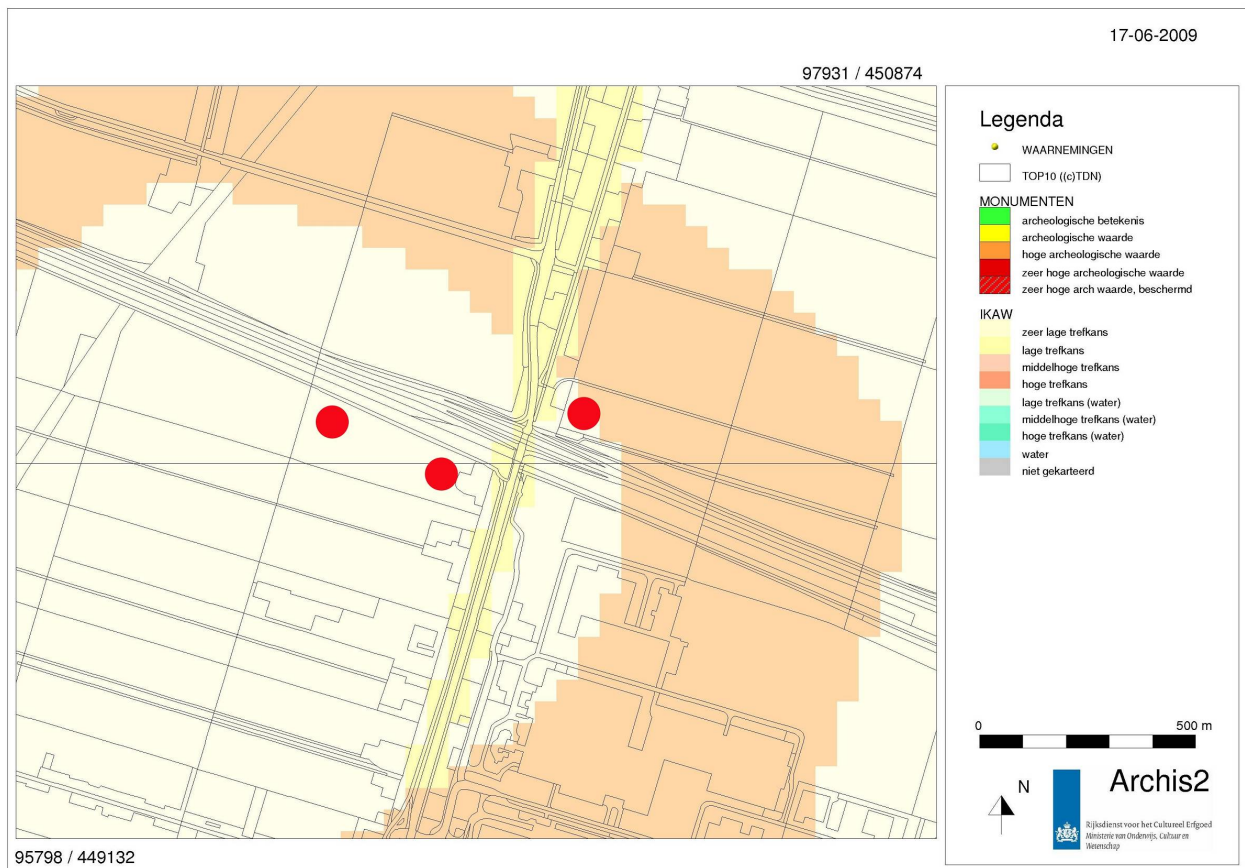 17-06-2009
97931 / 450874
Legenda
WAARNEMINGEN
TOP10 ((c)TDN)
MONUMENTEN
archeologische betekenis
archeologische waarde
hoge archeologische waarde
zeer hoge archeologische waarde
zeer hoge arch waarde, beschermd
IKAW
zeer lage trefkans
lage trefkans
middelhoge trefkans
hoge trefkans
lage trefkans (water)
middelhoge trefkans (water)
hoge trefkans (water)
water
niet gekarteerd
0 500 m
N
Archis2
Rijksdienst voor het Cultureel Erfgoed
Ministerie van Onderwijs, Cultuur en
Wetenschap
95798 / 449132